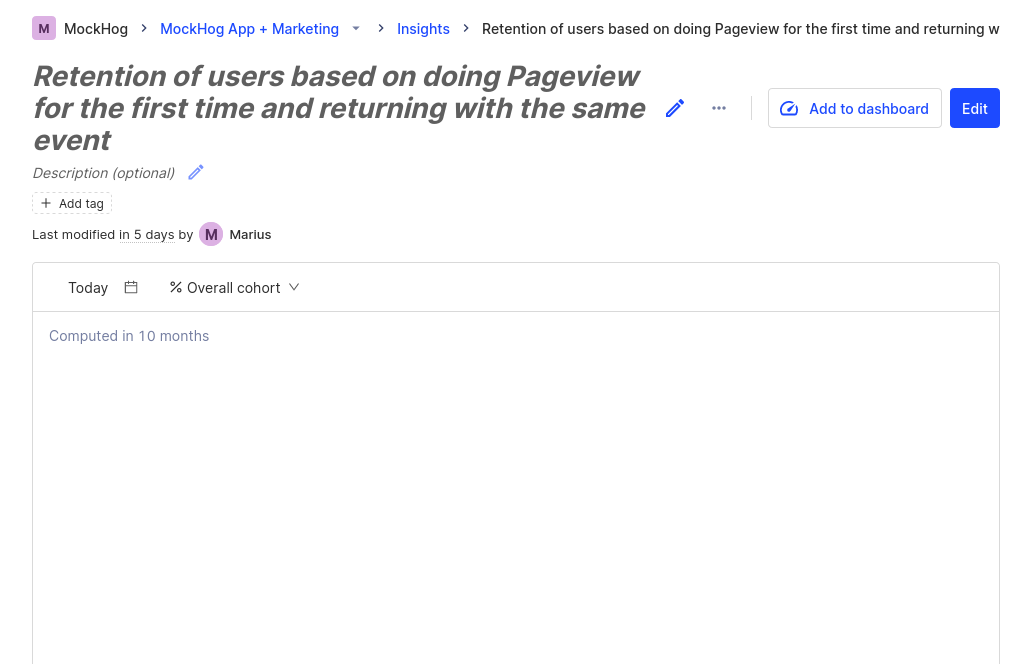 M MockHog > MockHog App + Marketing > Insights > Retention of users based on doing Pageview for the first time and returning w
Retention of users based on doing Pageview
for the first time and returning with the same
event
Add to dashboard
Edit
Description (optional)
+ Add tag
Last modified in 5 days by M Marius
Today % Overall cohort
Computed in 10 months